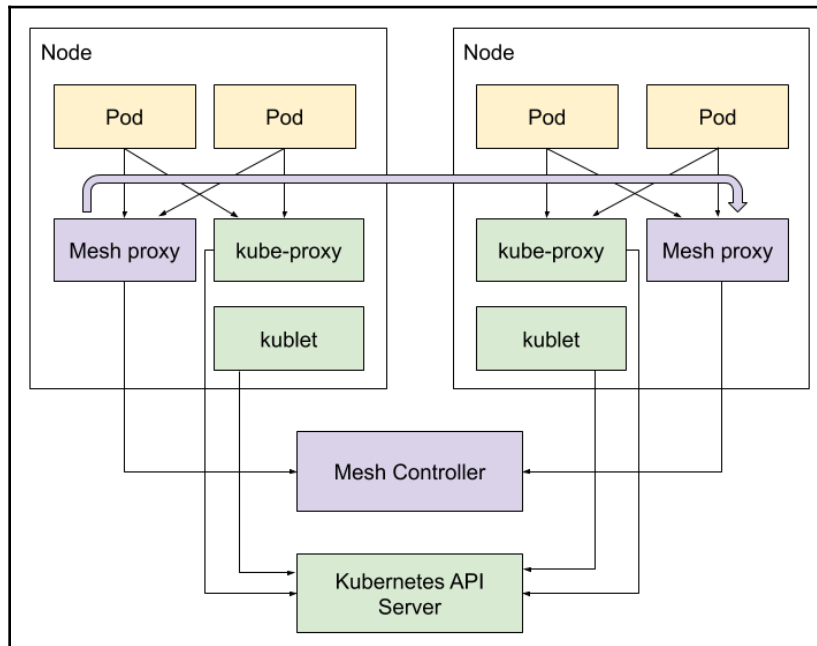 Node
Node
Pod
Pod
Pod
Pod
Mesh proxy
kube-proxy
kube-proxy
Mesh proxy
kublet
kublet
Mesh Controller
Kubernetes API
Server